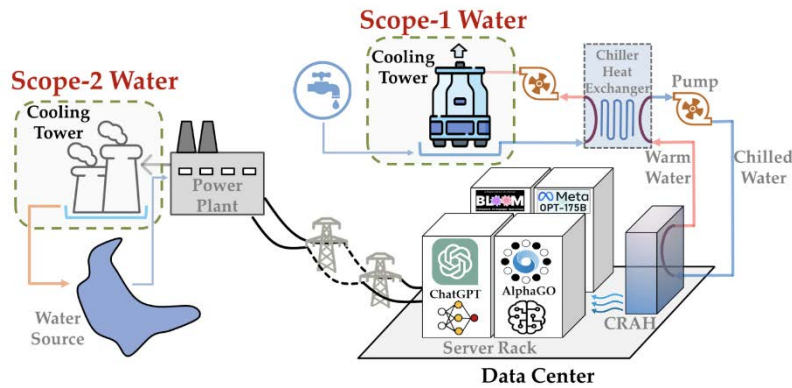 Scope-1 Water
Cooling
Tower
Chiller
Heat
Exchanger
Pump
Scope-2 Water
Cooling
Tower
Power
Plant
Warm
Water
Chilled
Water
BLOOM
Meta
OPT-175B
ChatGPT
AlphaGO
Water
Source
CRAH
Server Rack
Data Center